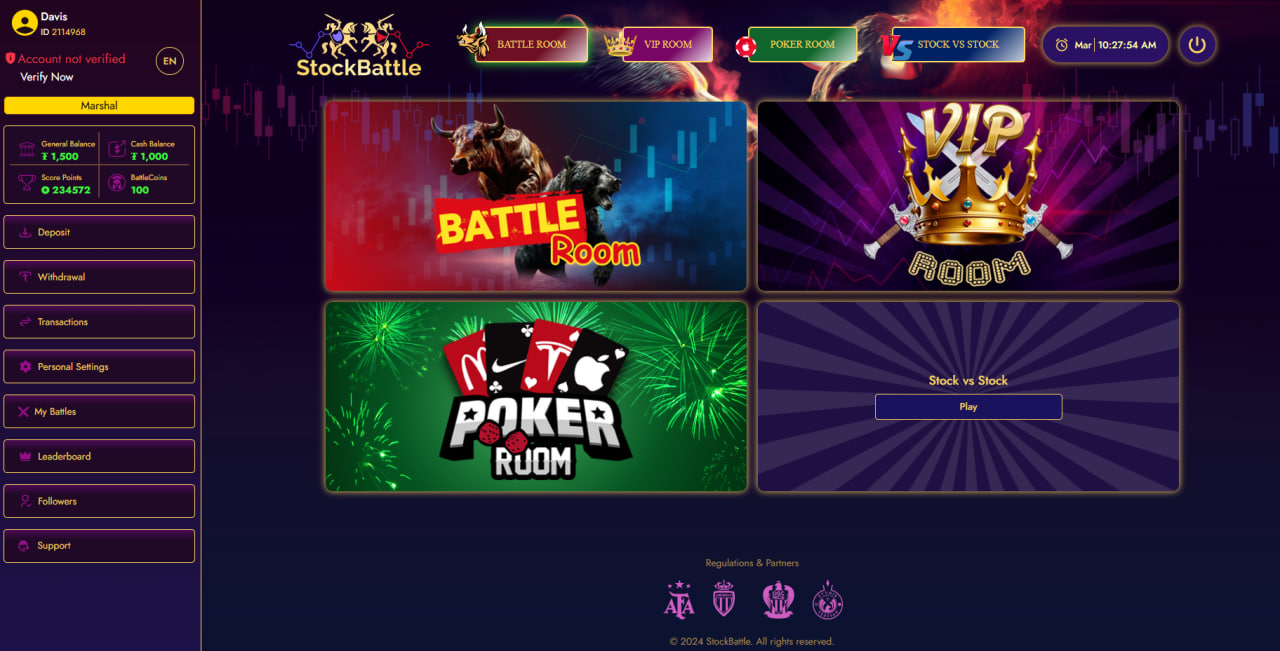 Davis
ID 2114968
Account not verified
Verify Now
EN
Marshal
General Balance
₮ 1,500
Cash Balance
₮ 1,000
Score Points
234572
BattleCoins
100
Deposit
Withdrawal
Transactions
Personal Settings
My Battles
Leaderboard
Followers
Support
StockBattle
BATTLE ROOM
VIP ROOM
POKER ROOM
VS
STOCK VS STOCK
Mar
10:27:54 AM
BATTLE
Room
VIP
ROOM
POKER
ROOM
Stock vs Stock
Play
Regulations & Partners
AFA
© 2024 StockBattle. All rights reserved.